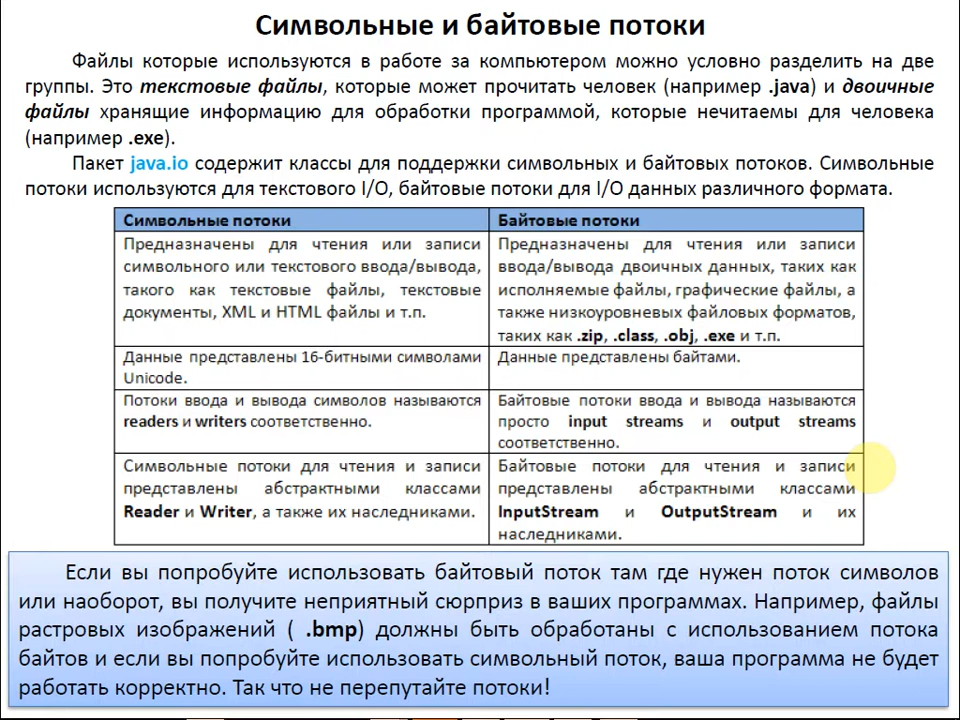 Символьные и байтовые потоки
Файлы которые используются в работе за компьютером можно условно разделить на две
группы. Это текстовые файлы, которые может прочитать человек (например .java) и двоичные
файлы хранящие информацию для обработки программой, которые нечитаемы для человека
(например .exe).
Пакет java.io содержит классы для поддержки символьных и байтовых потоков. Символьные
потоки используются для текстового I/O, байтовые потоки для I/O данных различного формата.
Символьные потоки
Байтовые потоки
Предназначены для чтения или записи
символьного или текстового ввода/вывода,
такого как текстовые файлы, текстовые
документы, XML и HTML файлы и т.п.
Предназначены для чтения или записи
ввода/вывода двоичных данных, таких как
исполняемые файлы, графические файлы, а
также низкоуровневых файловых форматов,
таких как .zip, .class, .obj, .exe и т.п.
Данные представлены 16-битными символами
Unicode.
Данные представлены байтами.
Потоки ввода и вывода символов называются
readers и writers соответственно.
Байтовые потоки ввода и вывода называются
просто input streams и output streams
соответственно.
Символьные потоки для чтения и записи
представлены абстрактными классами
Reader и Writer, а также их наследниками.
Байтовые потоки для чтения и записи
представлены абстрактными классами
InputStream и OutputStream и их
наследниками.
Если вы попробуйте использовать байтовый поток там где нужен поток символов
или наоборот, вы получите неприятный сюрприз в ваших программах. Например, файлы
растровых изображений ( .bmp) должны быть обработаны с использованием потока
байтов и если вы попробуйте использовать символьный поток, ваша программа не будет
работать корректно. Так что не перепутайте потоки!